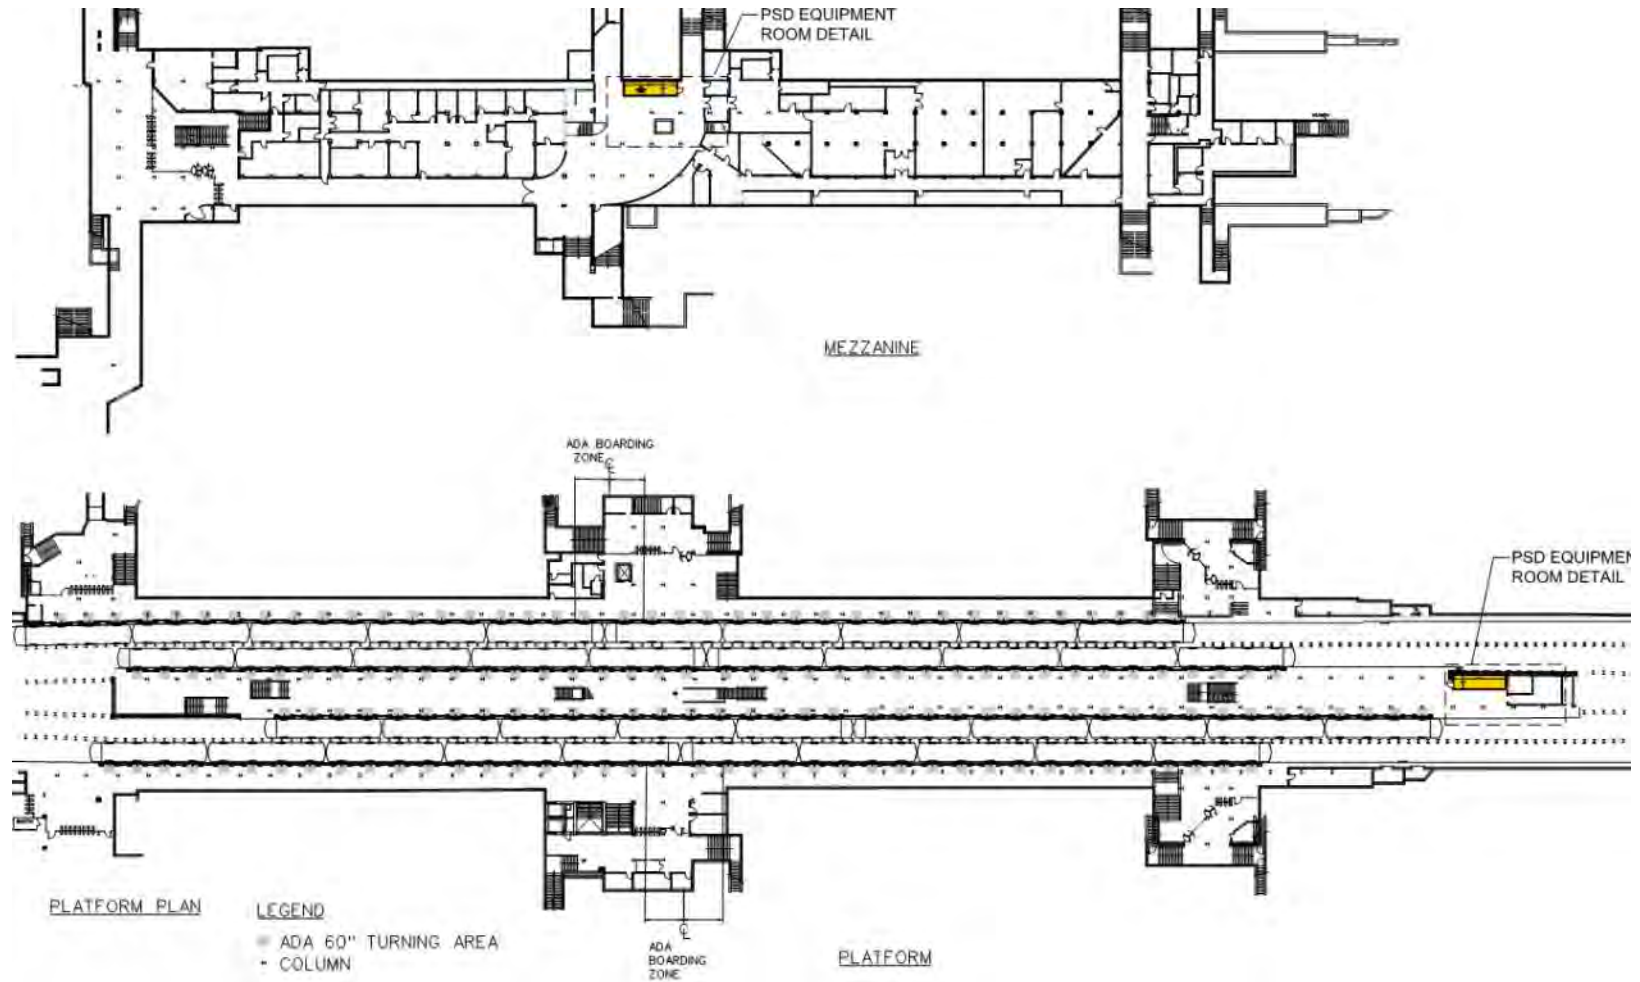 PSD EQUIPMENT
ROOM DETAIL
MEZZANINE
ADA BOARDING
ZONE
PSD EQUIPMEN
ROOM DETAIL
PLATFORM PLAN
LEGEND
ADA 60" TURNING AREA
COLUMN
ADA
BOARDING
ZONE
PLATFORM